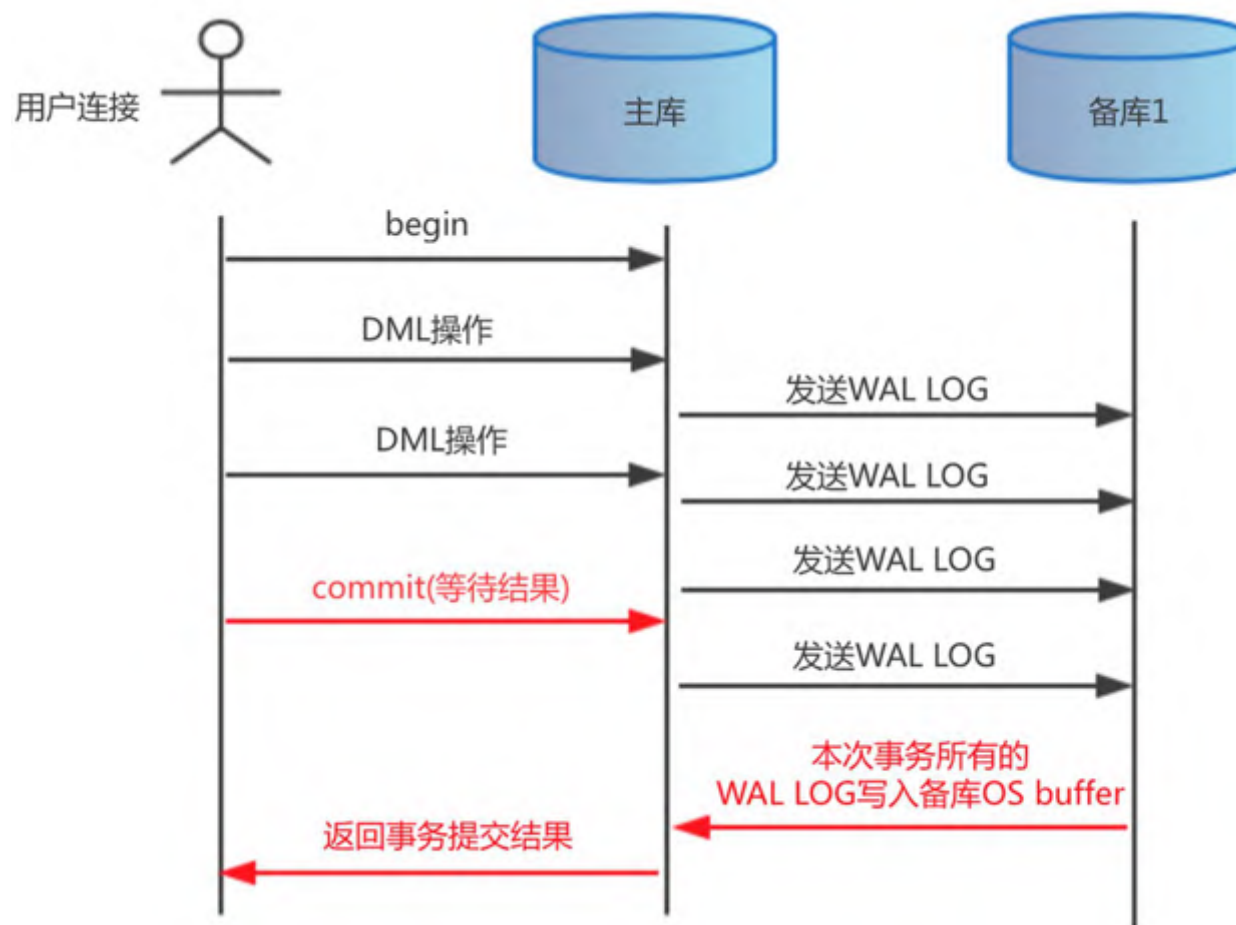 用户连接
主库
备库1
begin
DML操作
发送WAL LOG
DML操作
发送WAL LOG
发送WAL LOG
commit(等待结果)
发送WAL LOG
本次事务所有的
WAL LOG写入备库OS buffer
返回事务提交结果